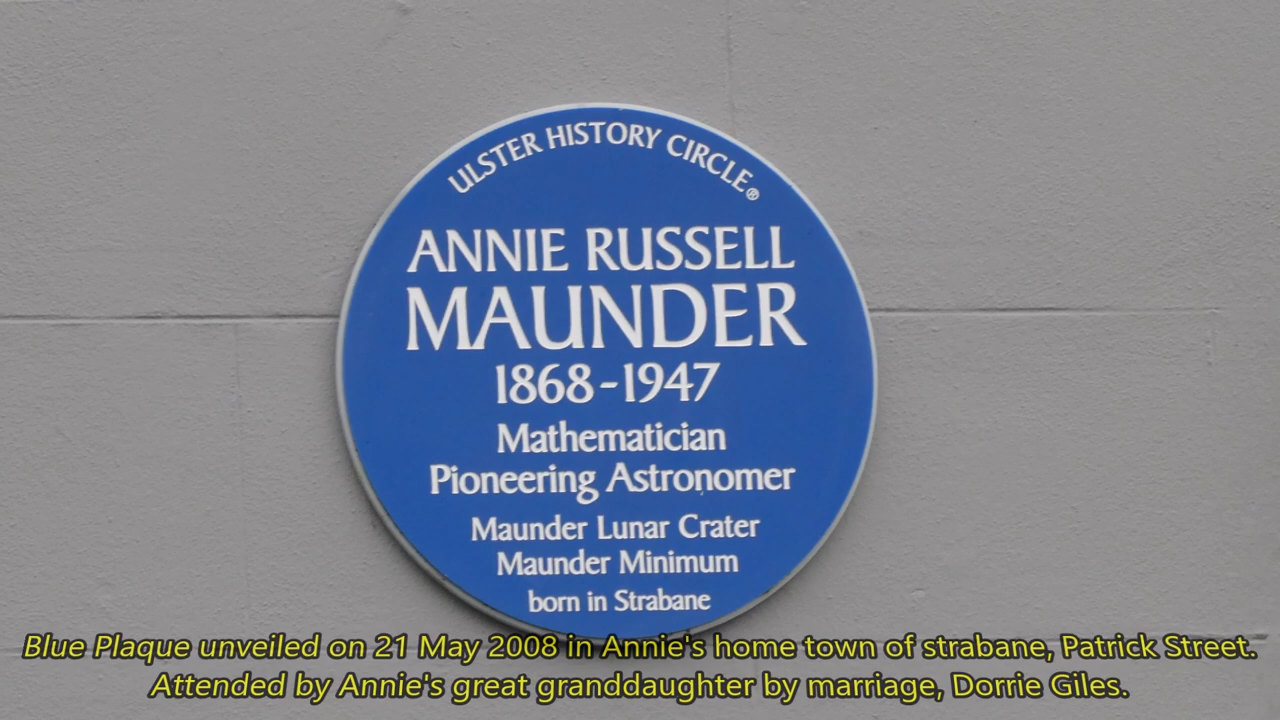 ULSTER HISTORY CIRCLE®
ANNIE RUSSELL
MAUNDER
1868-1947
Mathematician
Pioneering Astronomer
Maunder Lunar Crater
Maunder Minimum
born in Strabane
Blue Plaque unveiled on 21 May 2008 in Annie's home town of strabane, Patrick Street.
Attended by Annie's great granddaughter by marriage, Dorrie Giles.